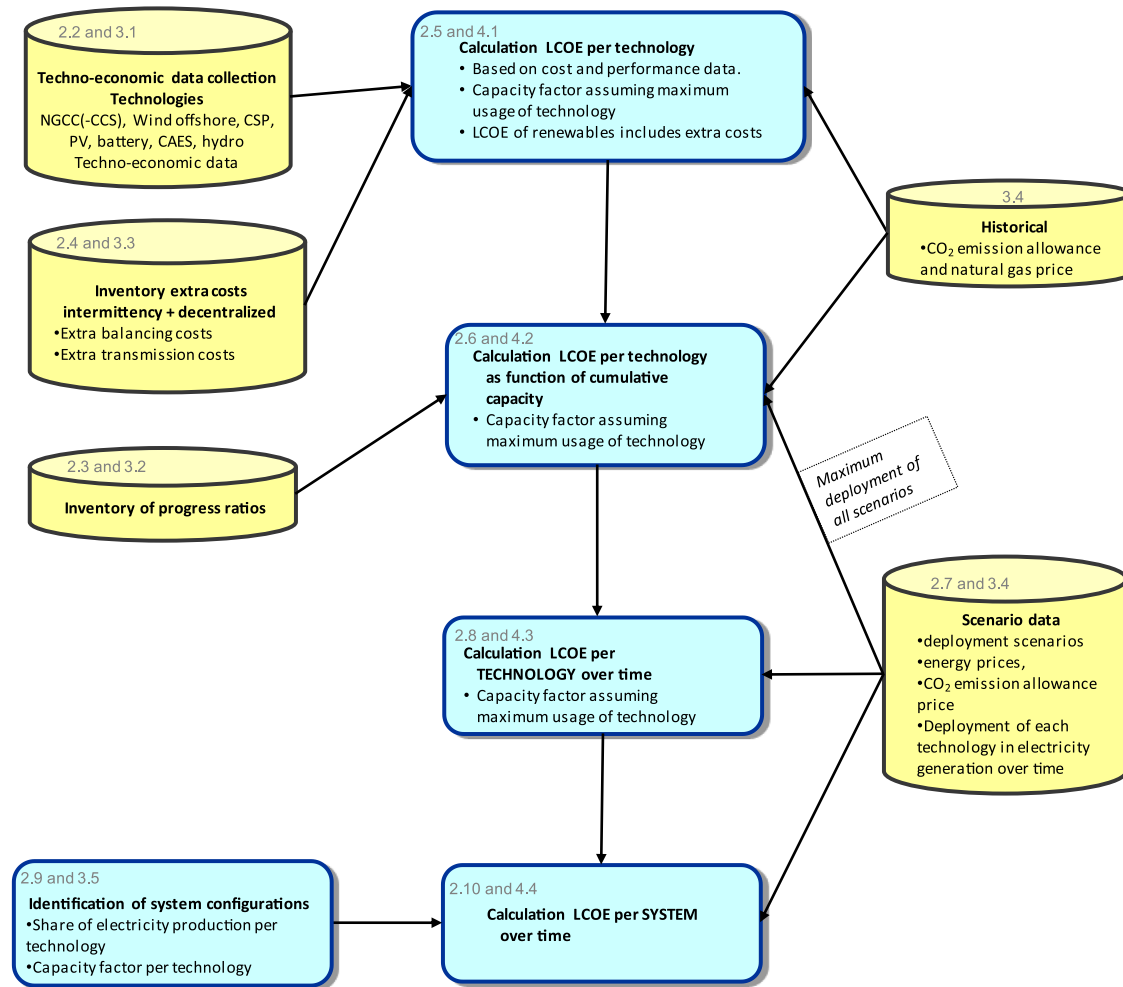 2.2 and 3.1
Techno-economic data collection
Technologies
NGCC(-CCS), Wind offshore, CSP,
PV, battery, CAES, hydro
Techno-economic data
2.5 and 4.1
Calculation LCOE per technology
• Based on cost and performance data.
• Capacity factor assuming maximum
usage of technology
• LCOE of renewables includes extra costs
3.4
Historical
•CO₂ emission allowance
and natural gas price
2.4 and 3.3
Inventory extra costs
intermittency + decentralized
•Extra balancing costs
•Extra transmission costs
2.6 and 4.2
Calculation LCOE per technology
as function of cumulative
capacity
• Capacity factor assuming
maximum usage of technology
2.3 and 3.2
Inventory of progress ratios
Maximum
deployment of
all scenarios
2.7 and 3.4
Scenario data
•deployment scenarios
•energy prices,
•CO₂ emission allowance
price
•Deployment of each
technology in electricity
generation over time
2.8 and 4.3
Calculation LCOE per
TECHNOLOGY over time
• Capacity factor assuming
maximum usage of technology
2.9 and 3.5
Identification of system configurations
•Share of electricity production per
technology
•Capacity factor per technology
2.10 and 4.4
Calculation LCOE per SYSTEM
over time